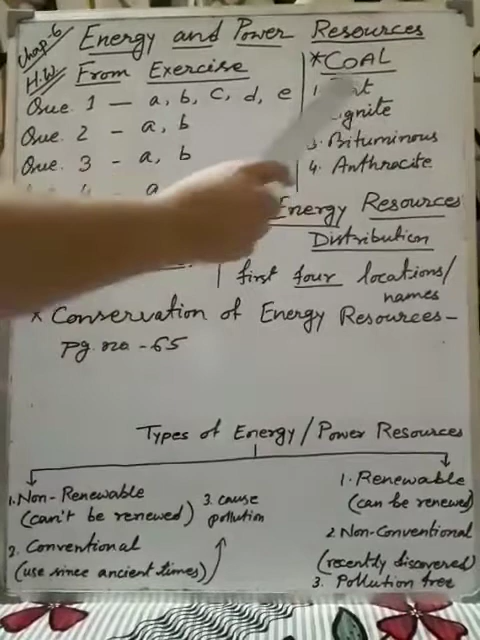 Chap. 6
Energy and Power Resources
H.W.
From Exercise
Que 1 — a, b, c, d, e
Que 2 - a, b
Que 3 - a, b
4 - a
*COAL
1.
3. Bituminous
4. Anthracite
Energy Resources
Distribution
first four locations/
names
* Conservation of Energy Resources -
Pg. no - 65
Types of Energy/Power Resources
1. Non-Renewable
(can't be renewed)
2. Conventional
(use since ancient times)
3. cause
pollution
1. Renewable
(can be renewed)
2. Non-Conventional
(recently discovered)
3. Pollution free